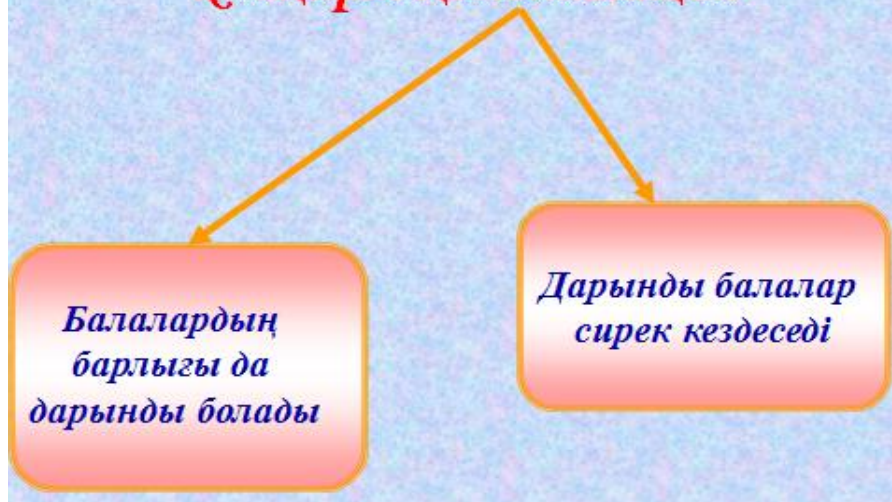 Балалардың
барлығы да
дарынды болады
Дарынды балалар
сирек кездеседі